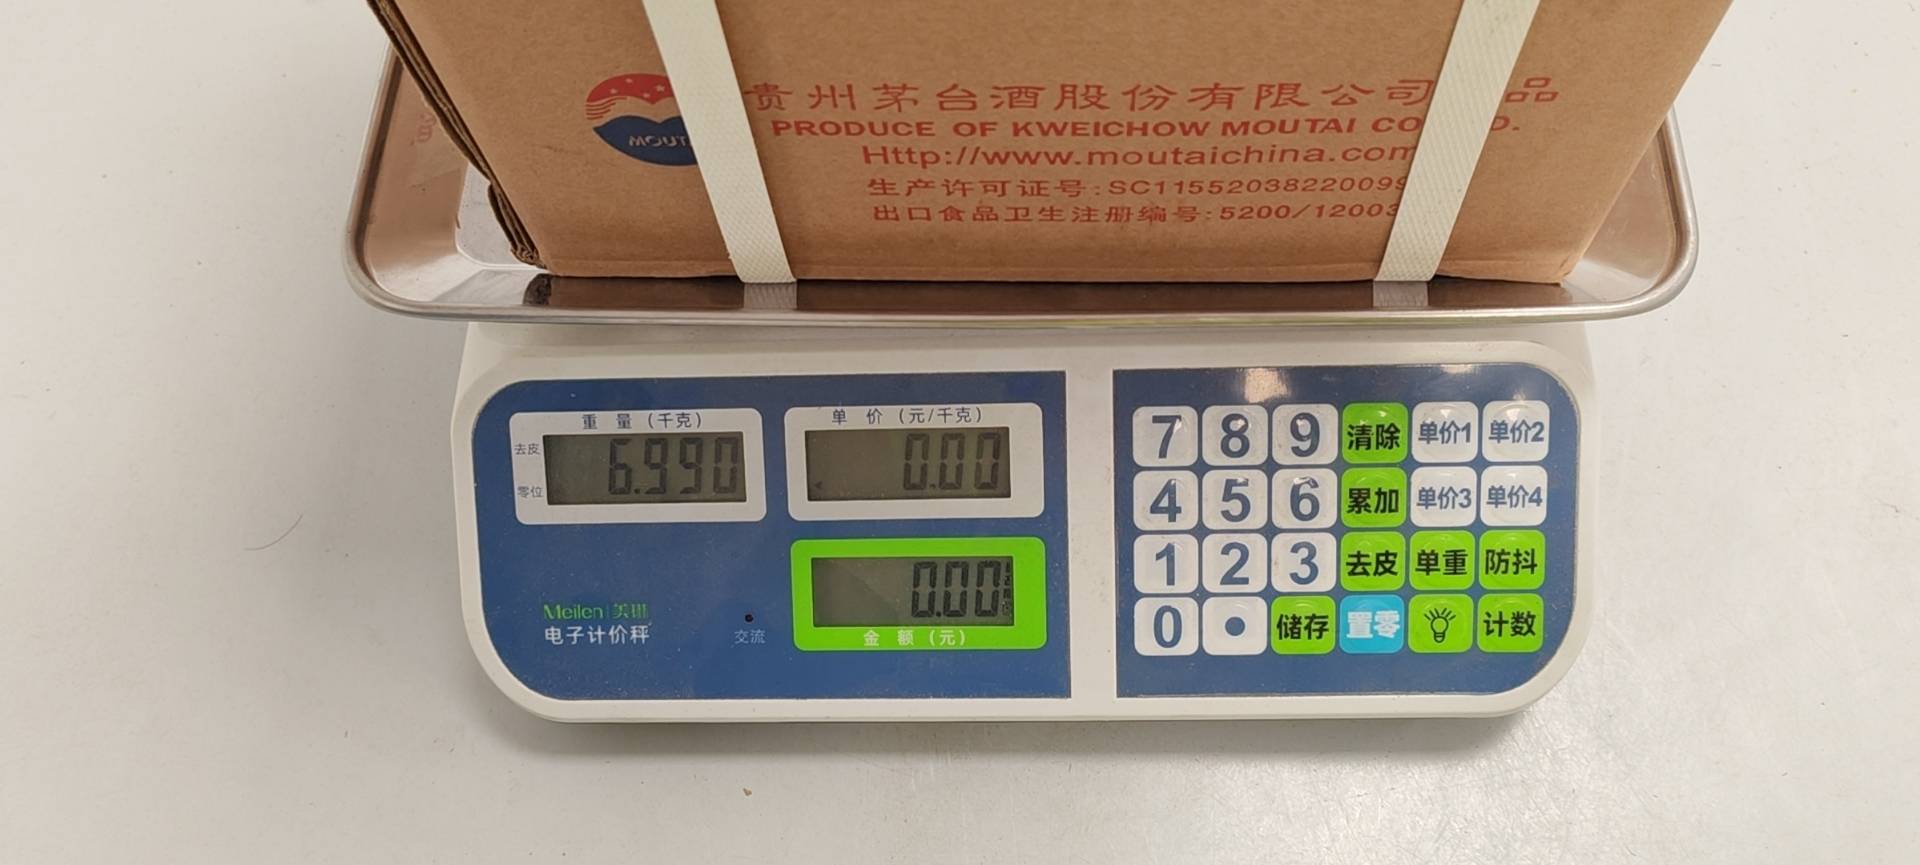 贵州茅台酒股份有限公司 品
PRODUCE OF KWEICHOW MOUTAI CO D.
MOUT
Http://www.moutaichina.com
生产许可证号:SC1155203822009
出口食品卫生注册编号:5200/1200
重 量 (千克)
单 价 (元/千克)
去皮
6.990
0.00
零位
0.00
金 额 (元)
Meilen 美琳
电子计价秤
交流
7 8 9 清除 单价1 单价2
4 5 6 累加 单价3 单价4
1 2 3 去皮 单重 防抖
0 • 储存 置零 计数